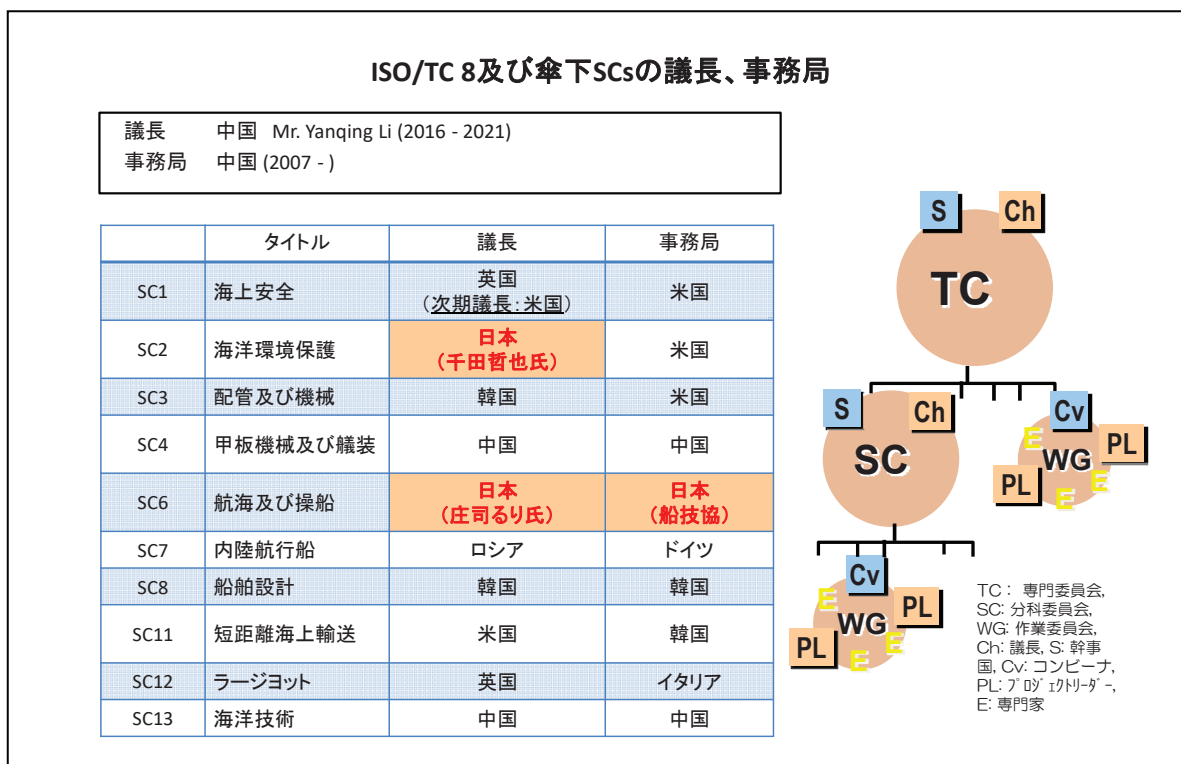 ISO/TC 8及び傘下SCsの議長、事務局
議長 中国 Mr. Yanqing Li (2016 - 2021)
事務局 中国 (2007 - )
タイトル 議長 事務局
SC1 海上安全 英国 米国
(次期議長:米国)
SC2 海洋環境保護 日本 米国
(千田哲也氏)
SC3 配管及び機械 韓国 米国
SC4 甲板機械及び艤装 中国 中国
SC6 航海及び操船 日本 日本
(庄司るり氏) (船技協)
SC7 内陸航行船 ロシア ドイツ
SC8 船舶設計 韓国 韓国
SC11 短距離海上輸送 米国 韓国
SC12 ラージヨット 英国 イタリア
SC13 海洋技術 中国 中国
S Ch
TC
S Ch
SC
Cv
E PL
WG
PL E
E
Cv
E PL
WG
PL E
E
TC: 専門委員会,
SC: 分科委員会,
WG: 作業委員会,
Ch: 議長, S: 幹事
国, Cv: コンビーナ,
PL: プロジェクトリーダー,
E: 専門家